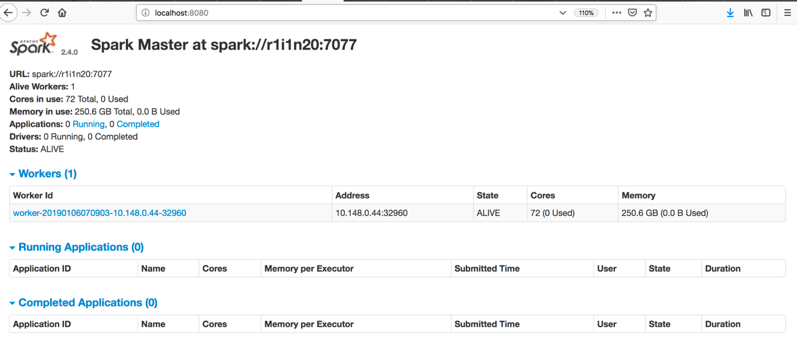 localhost:8080
110%
APACHE
Spark 2.4.0 Spark Master at spark://r1i1n20:7077
URL: spark://r1i1n20:7077
Alive Workers: 1
Cores in use: 72 Total, 0 Used
Memory in use: 250.6 GB Total, 0.0 B Used
Applications: 0 Running, 0 Completed
Drivers: 0 Running, 0 Completed
Status: ALIVE
Workers (1)
Worker Id Address State Cores Memory
worker-20190106070903-10.148.0.44-32960 10.148.0.44:32960 ALIVE 72 (0 Used) 250.6 GB (0.0 B Used)
Running Applications (0)
Application ID Name Cores Memory per Executor Submitted Time User State Duration
Completed Applications (0)
Application ID Name Cores Memory per Executor Submitted Time User State Duration